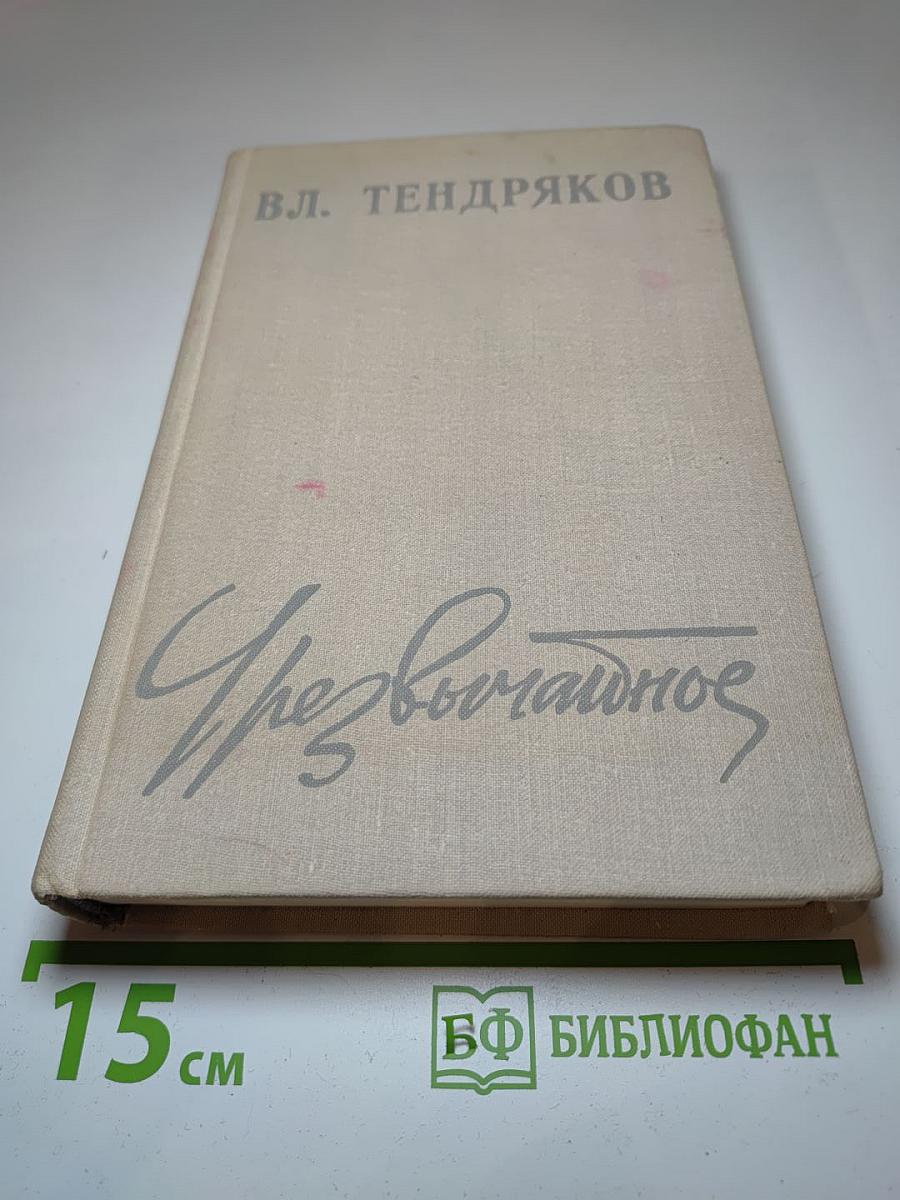 ВЛ. ТЕНДРЯКОВ
Чрезвычайное
15 см
БФ БИБЛИОФАН